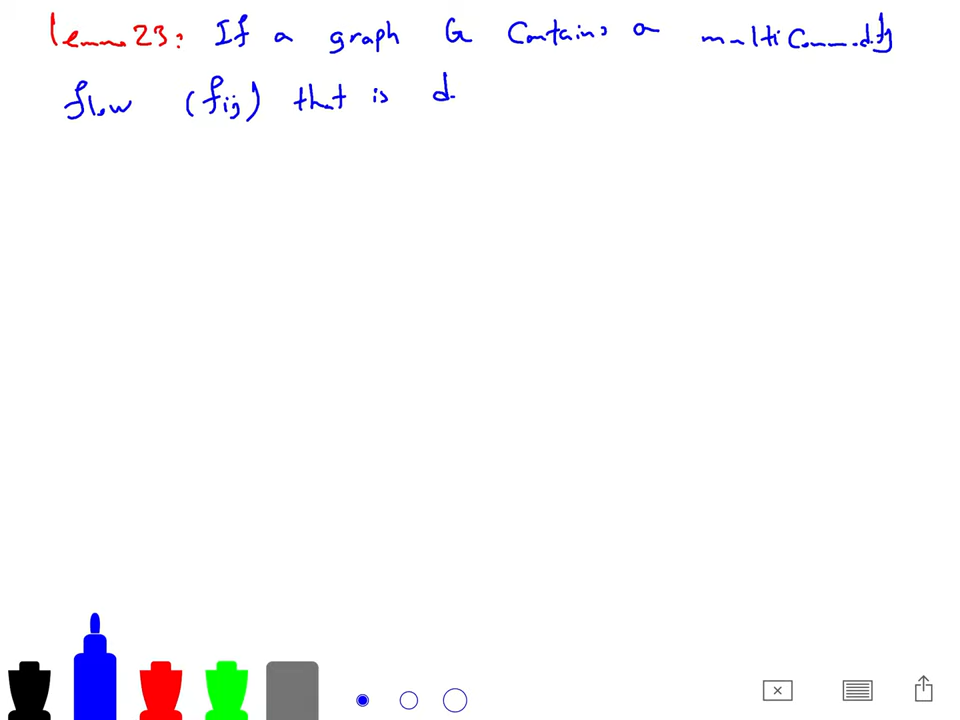 Lemma 23: If a graph G contains a multicommodity
flow (fij) that is d